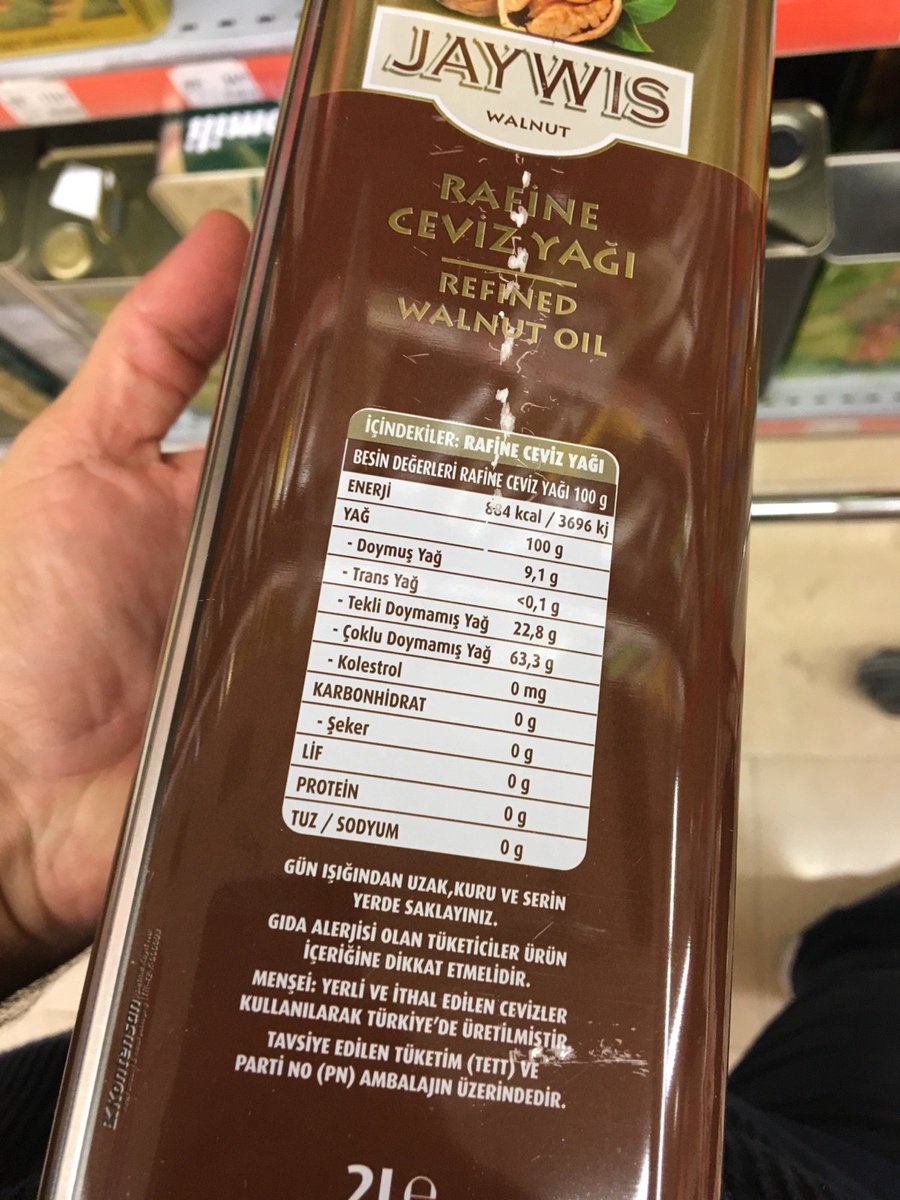 JAYWIS
WALNUT
RAFİNE
CEVİZ YAĞI
REFINED
WALNUT OIL
İÇİNDEKİLER: RAFİNE CEVİZ YAĞI
BESİN DEĞERLERİ RAFİNE CEVİZ YAĞI 100 g
ENERJİ 884 kcal / 3696 kj
YAĞ 100 g
- Doymuş Yağ 9,1 g
- Trans Yağ <0,1 g
- Tekli Doymamış Yağ 22,8 g
- Çoklu Doymamış Yağ 63,3 g
- Kolestrol 0 mg
KARBONHİDRAT 0 g
- Şeker 0 g
LİF 0 g
PROTEİN 0 g
TUZ / SODYUM 0 g
GÜN IŞIĞINDAN UZAK,KURU VE SERİN
YERDE SAKLAYINIZ.
GIDA ALERJİSİ OLAN TÜKETİCİLER ÜRÜN
İÇERİĞİNE DİKKAT ETMELİDİR.
MENŞEİ: YERLİ VE İTHAL EDİLEN CEVİZLER
KULLANILARAK TÜRKİYE'DE ÜRETİLMİŞTİR.
TAVSİYE EDİLEN TÜKETİM (TETT) VE
PARTİ NO (PN) AMBALAJIN ÜZERİNDEDİR.
2l e